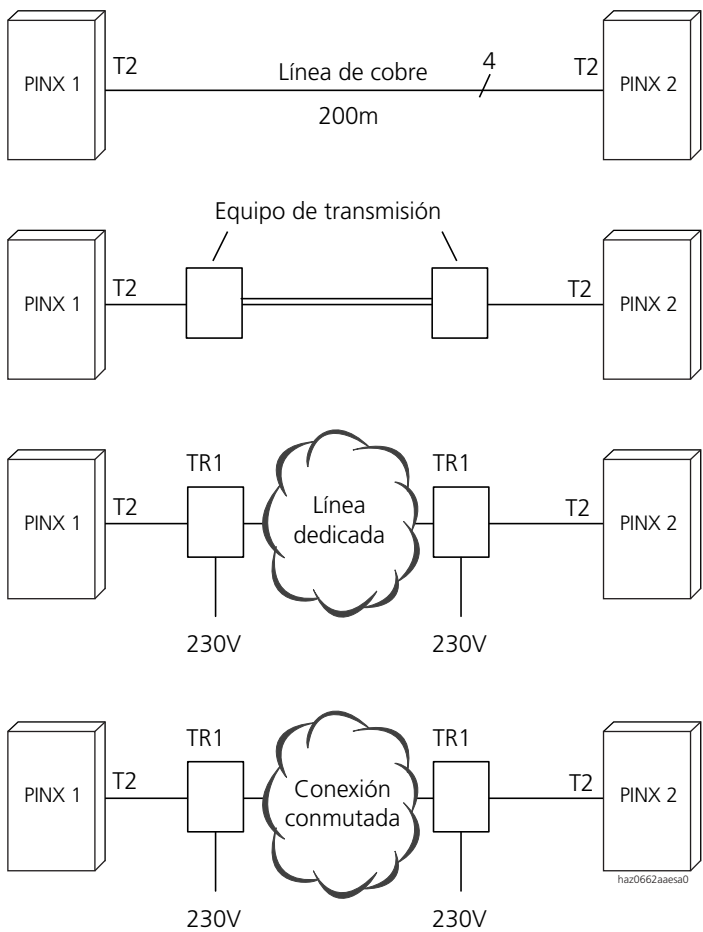 PINX 1
T2
Línea de cobre
200m
4
T2
PINX 2
Equipo de transmisión
PINX 1
T2
T2
PINX 2
PINX 1
T2
TR1
230V
Línea
dedicada
TR1
230V
T2
PINX 2
PINX 1
T2
TR1
230V
Conexión
conmutada
TR1
230V
T2
PINX 2
haz0662aaesa0